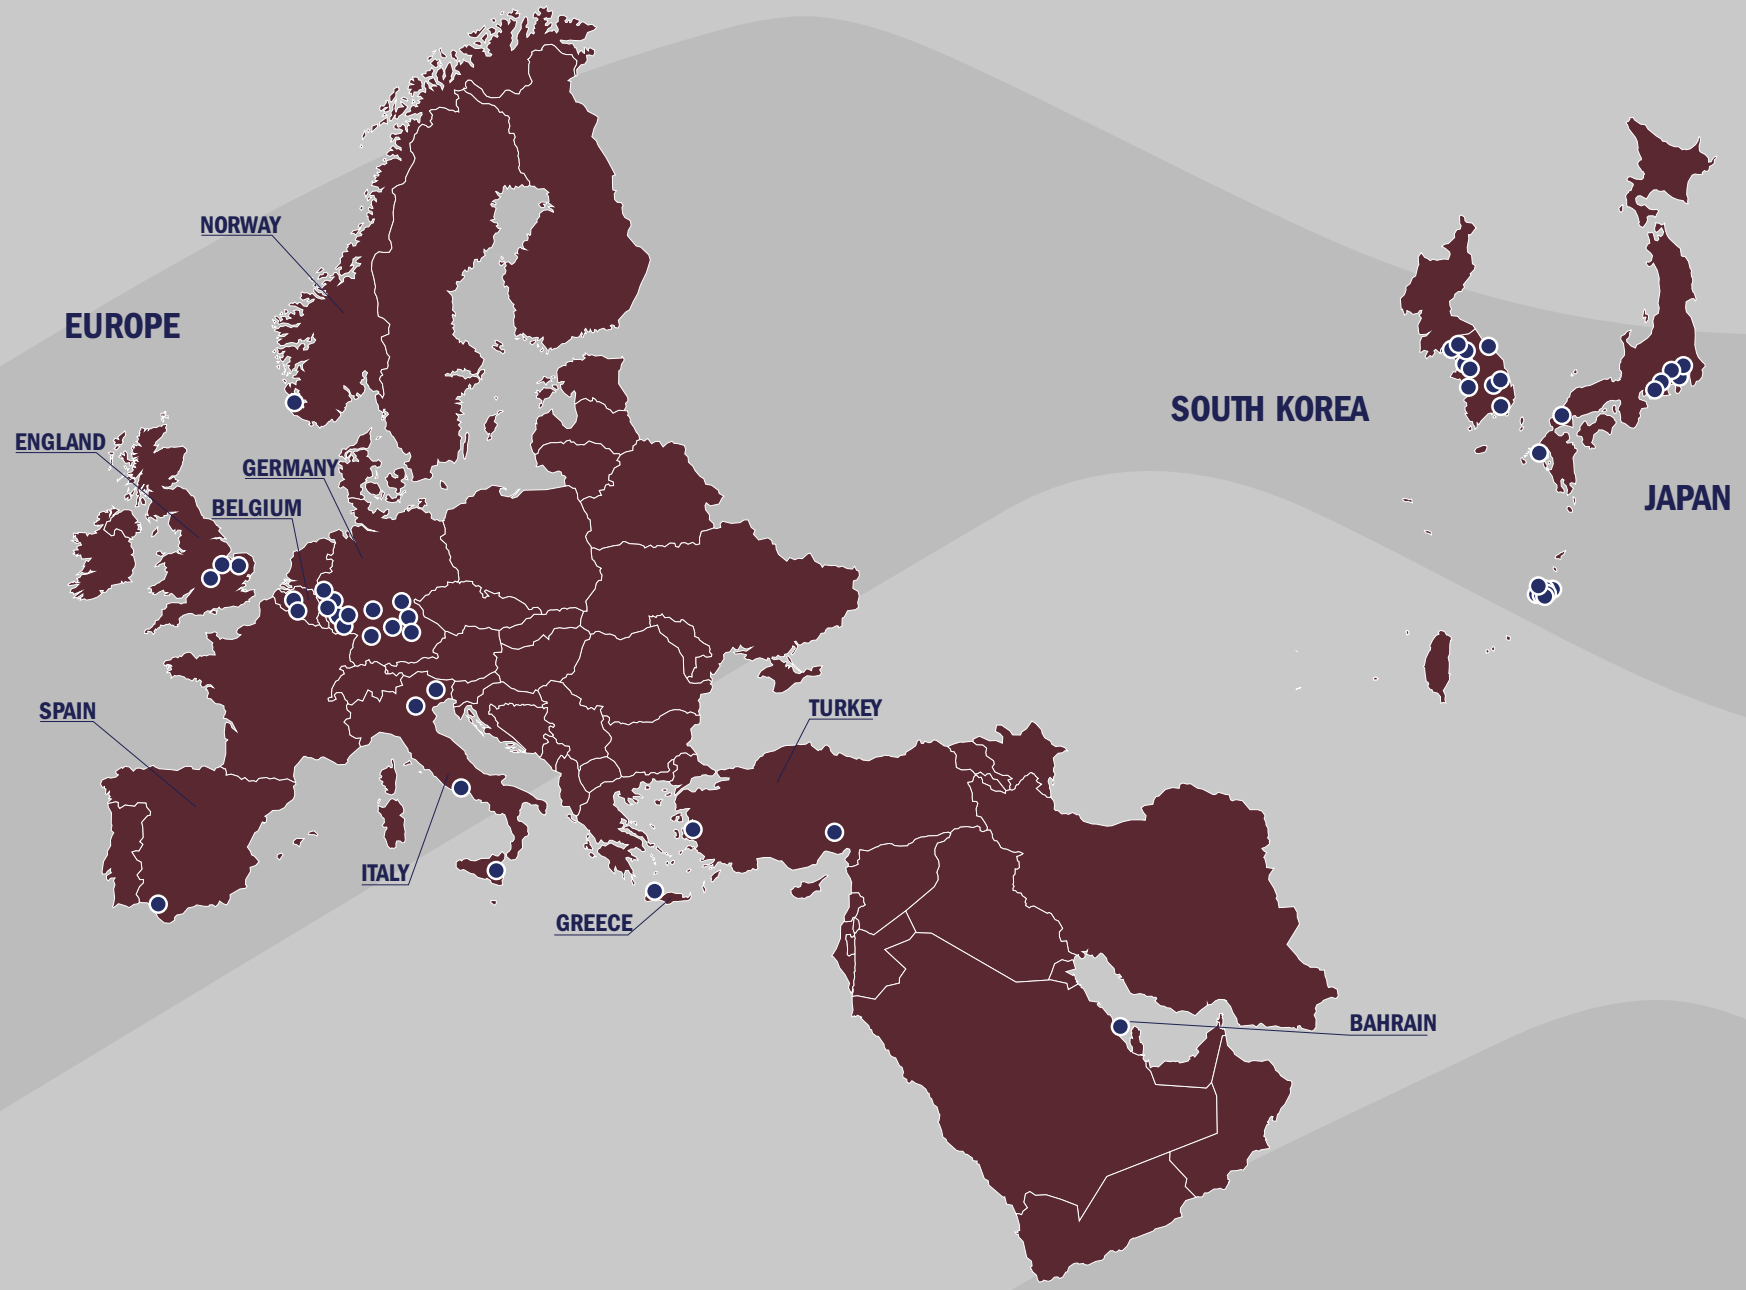 NORWAY
EUROPE
ENGLAND
GERMANY
BELGIUM
SOUTH KOREA
JAPAN
SPAIN
TURKEY
ITALY
GREECE
BAHRAIN